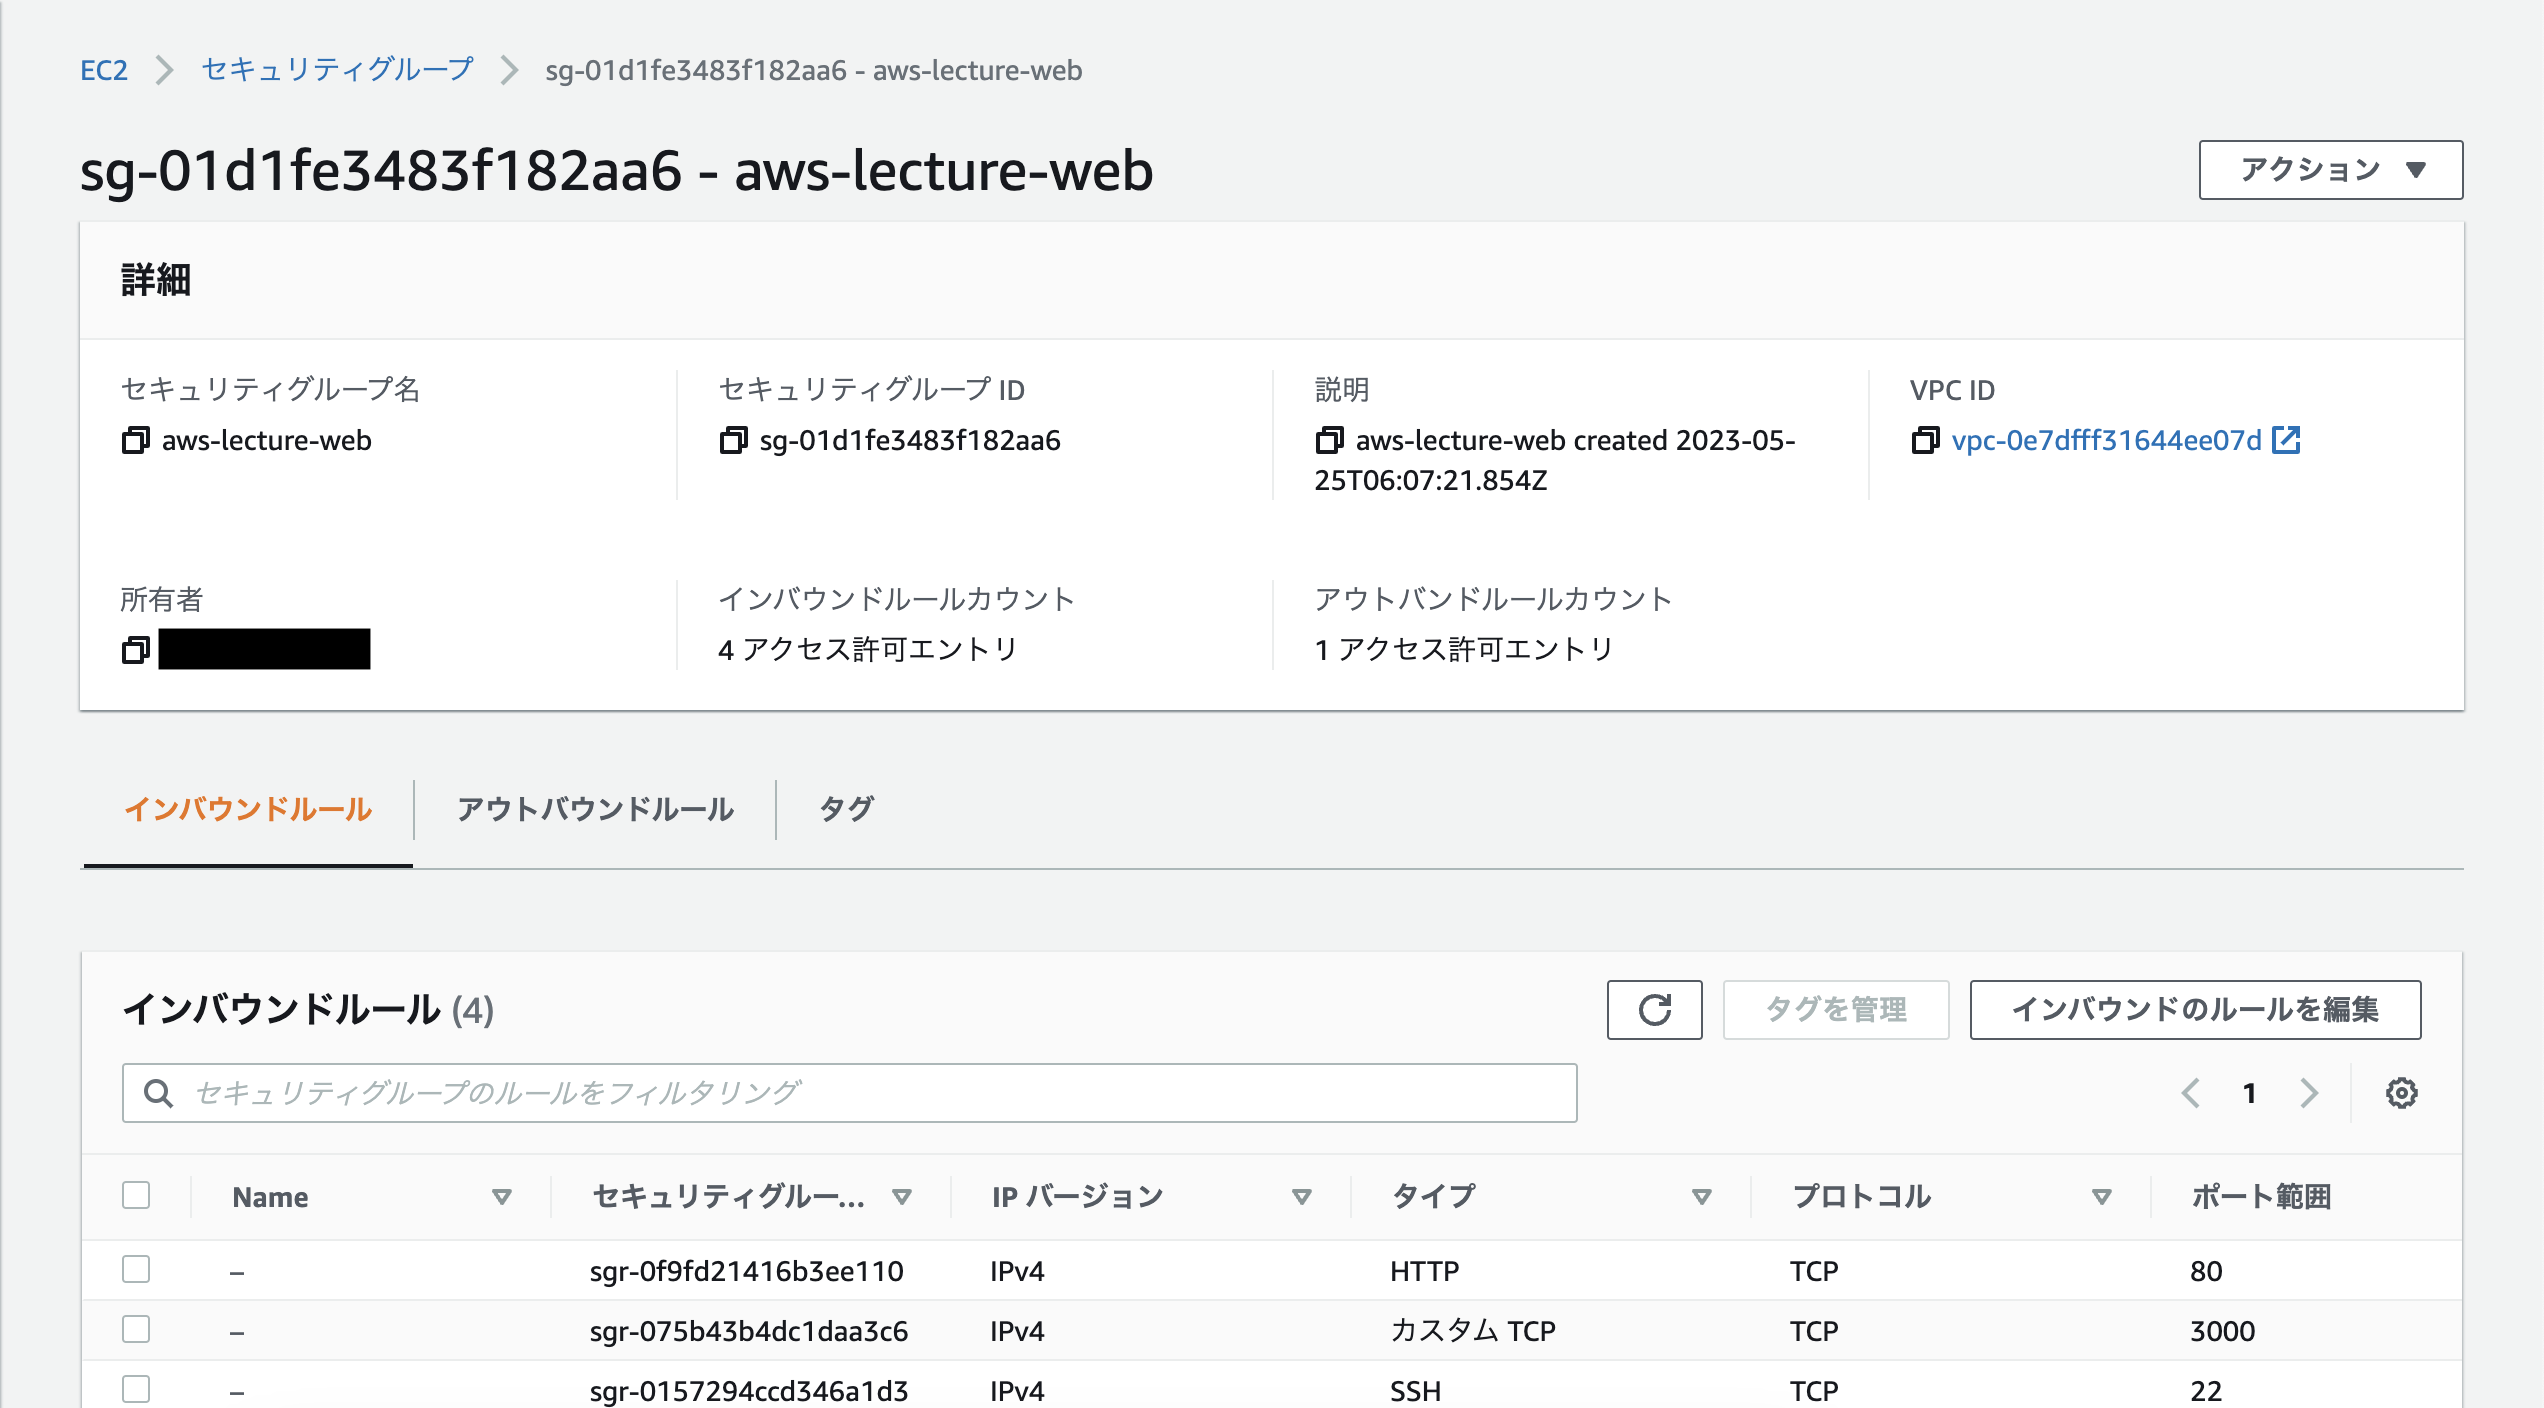 EC2 > セキュリティグループ > sg-01d1fe3483f182aa6 - aws-lecture-web
sg-01d1fe3483f182aa6 - aws-lecture-web
アクション
詳細
セキュリティグループ名
aws-lecture-web
セキュリティグループ ID
sg-01d1fe3483f182aa6
説明
aws-lecture-web created 2023-05-
25T06:07:21.854Z
VPC ID
vpc-0e7dfff31644ee07d
所有者
インバウンドルールカウント
4 アクセス許可エントリ
アウトバンドルールカウント
1 アクセス許可エントリ
インバウンドルール アウトバウンドルール タグ
インバウンドルール (4)
タグを管理 インバウンドのルールを編集
セキュリティグループのルールをフィルタリング
1
Name セキュリティグルー... IP バージョン タイプ プロトコル ポート範囲
– sgr-0f9fd21416b3ee110 IPv4 HTTP TCP 80
– sgr-075b43b4dc1daa3c6 IPv4 カスタム TCP TCP 3000
– sgr-0157294ccd346a1d3 IPv4 SSH TCP 22